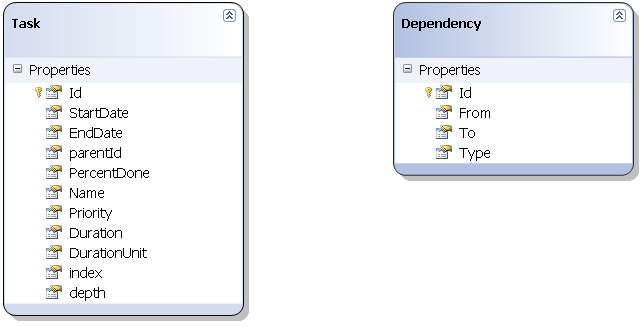 Task
Properties
Id
StartDate
EndDate
parentId
PercentDone
Name
Priority
Duration
DurationUnit
index
depth
Dependency
Properties
Id
From
To
Type